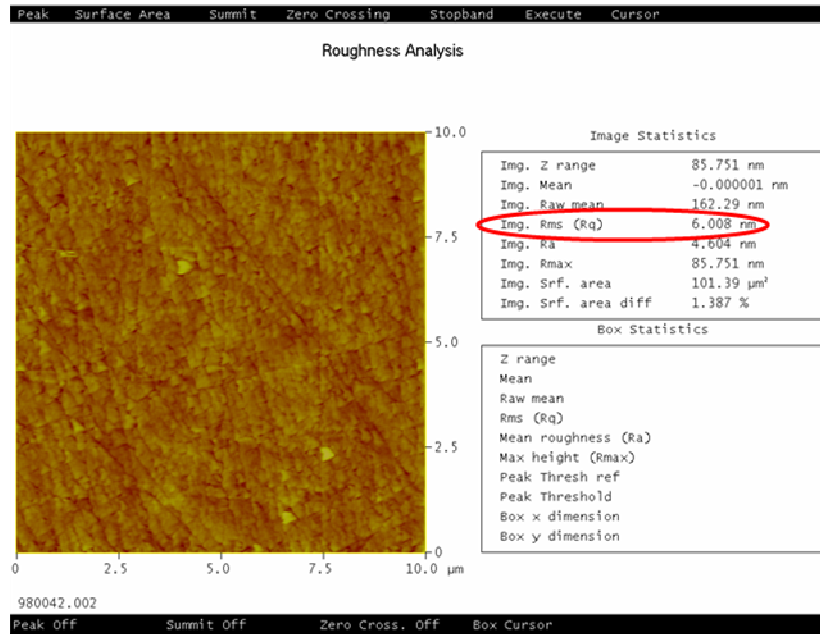 Peak Surface Area Summit Zero Crossing Stopband Execute Cursor
Roughness Analysis
10.0
7.5
5.0
2.5
0
0 2.5 5.0 7.5 10.0 µm
Image Statistics
Img. Z range 85.751 nm
Img. Mean -0.000001 nm
Img. Raw mean 162.29 nm
Img. Rms (Rq) 6.008 nm
Img. Ra 4.604 nm
Img. Rmax 85.751 nm
Img. Srf. area 101.39 µm²
Img. Srf. area diff 1.387 %
Box Statistics
Z range
Mean
Raw mean
Rms (Rq)
Mean roughness (Ra)
Max height (Rmax)
Peak Thresh ref
Peak Threshold
Box x dimension
Box y dimension
980042.002
Peak Off Summit Off Zero Cross. Off Box Cursor